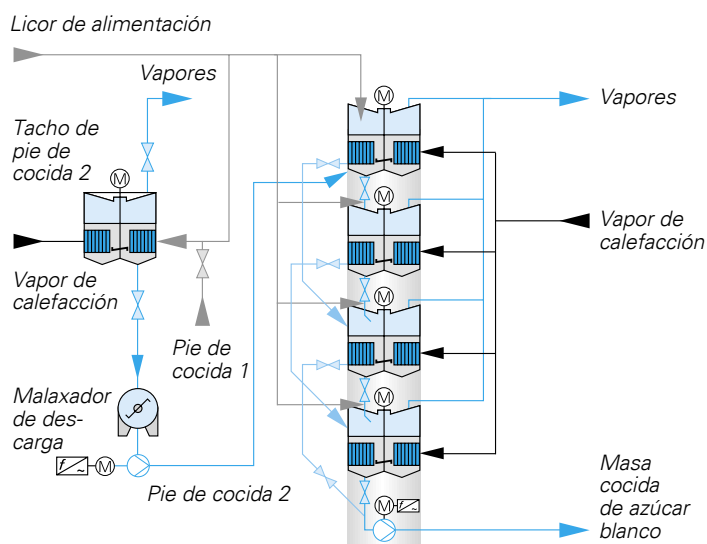 Licor de alimentación
Vapores
Tacho de
pie de
cocida 2
M
Vapor de
calefacción
Pie de
cocida 1
Malaxador
de des-
carga
f
~
M
Pie de cocida 2
M
Vapores
M
Vapor de
calefacción
M
M
M
f
~
Masa
cocida
de azúcar
blanco